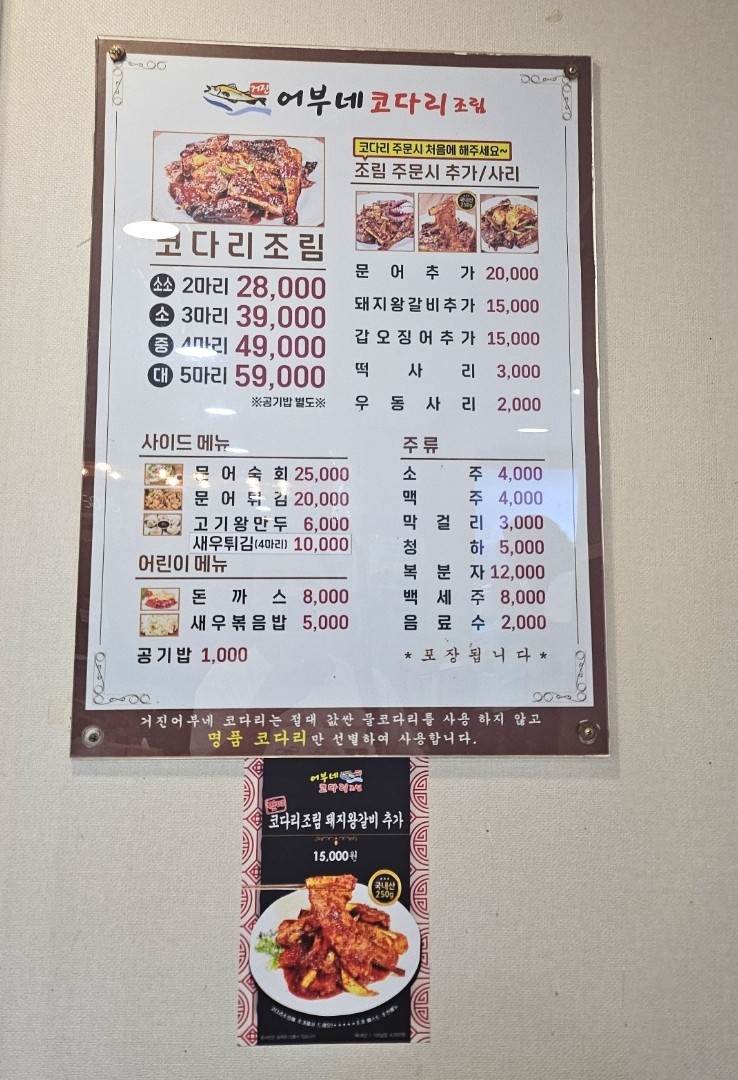 거진 어부네 코다리 조림
코다리조림
소소 2마리 28,000
소 3마리 39,000
중 4마리 49,000
대 5마리 59,000
※공기밥 별도※
코다리 주문시 처음에 해주세요~
조림 주문시 추가/사리
국내산 250g
문어추가 20,000
돼지왕갈비추가 15,000
갑오징어추가 15,000
떡사리 3,000
우동사리 2,000
사이드 메뉴
문어숙회 25,000
문어튀김 20,000
고기왕만두 6,000
새우튀김(4마리) 10,000
어린이 메뉴
돈까스 8,000
새우볶음밥 5,000
공기밥 1,000
주류
소주 4,000
맥주 4,000
막걸리 3,000
청하 5,000
복분자 12,000
백세주 8,000
음료수 2,000
*포장됩니다*
거진어부네 코다리는 절대 값싼 물코다리를 사용 하지 않고
명품 코다리만 선별하여 사용합니다.
어부네
코다리조림
코다리조림 돼지왕갈비 추가
15,000원
국내산
250g